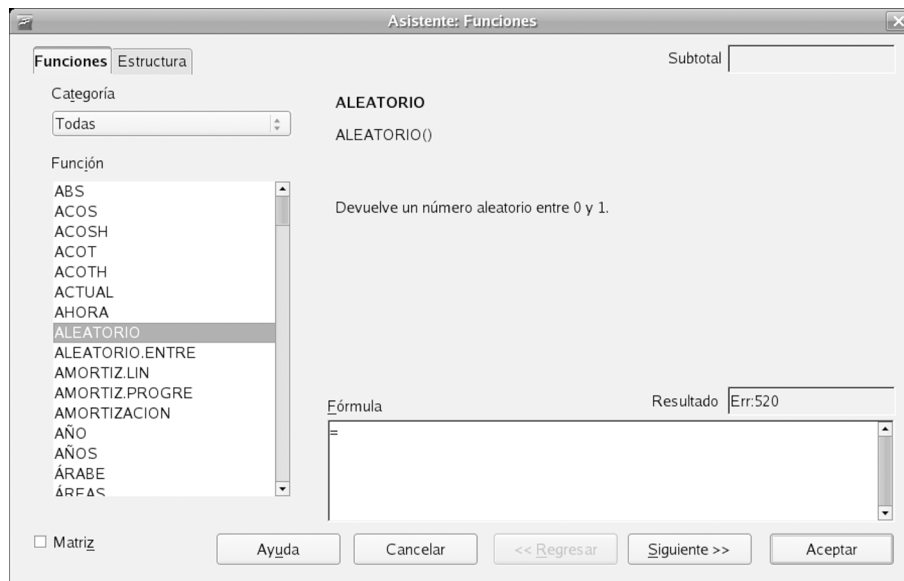 Asistente: Funciones
Funciones Estructura
Subtotal
Categoría
Todas
Función
ABS
ACOS
ACOSH
ACOT
ACOTH
ACTUAL
AHORA
ALEATORIO
ALEATORIO.ENTRE
AMORTIZ.LIN
AMORTIZ.PROGRE
AMORTIZACION
AÑO
AÑOS
ÁRABE
ÁREAS
ALEATORIO
ALEATORIO()
Devuelve un número aleatorio entre 0 y 1.
Fórmula
Resultado Err:520
=
Matriz
Ayuda
Cancelar
<< Regresar
Siguiente >>
Aceptar